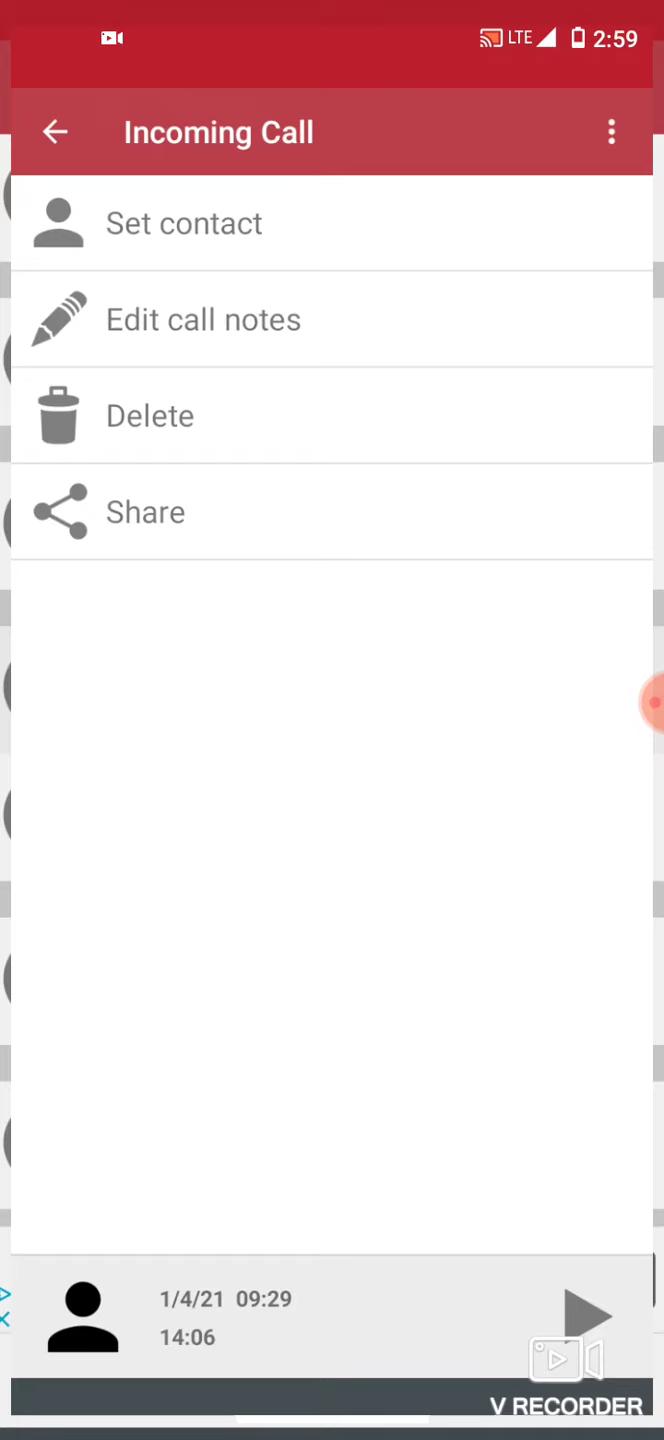 LTE 2:59
Incoming Call
Set contact
Edit call notes
Delete
Share
1/4/21 09:29
14:06
V RECORDER